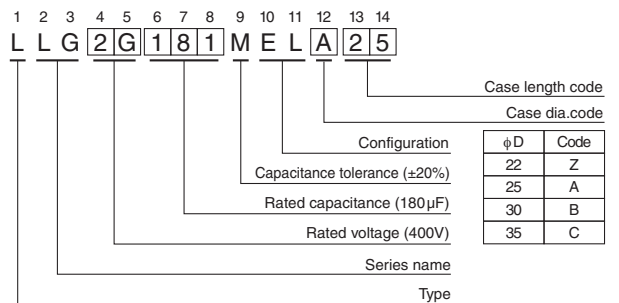 1 2 3 4 5 6 7 8 9 10 11 12 13 14
L L G 2 G 1 8 1 M E L A 2 5
Case length code
Case dia.code
Configuration
Capacitance tolerance (±20%)
Rated capacitance (180μF)
Rated voltage (400V)
Series name
Type
ϕD Code
22 Z
25 A
30 B
35 C